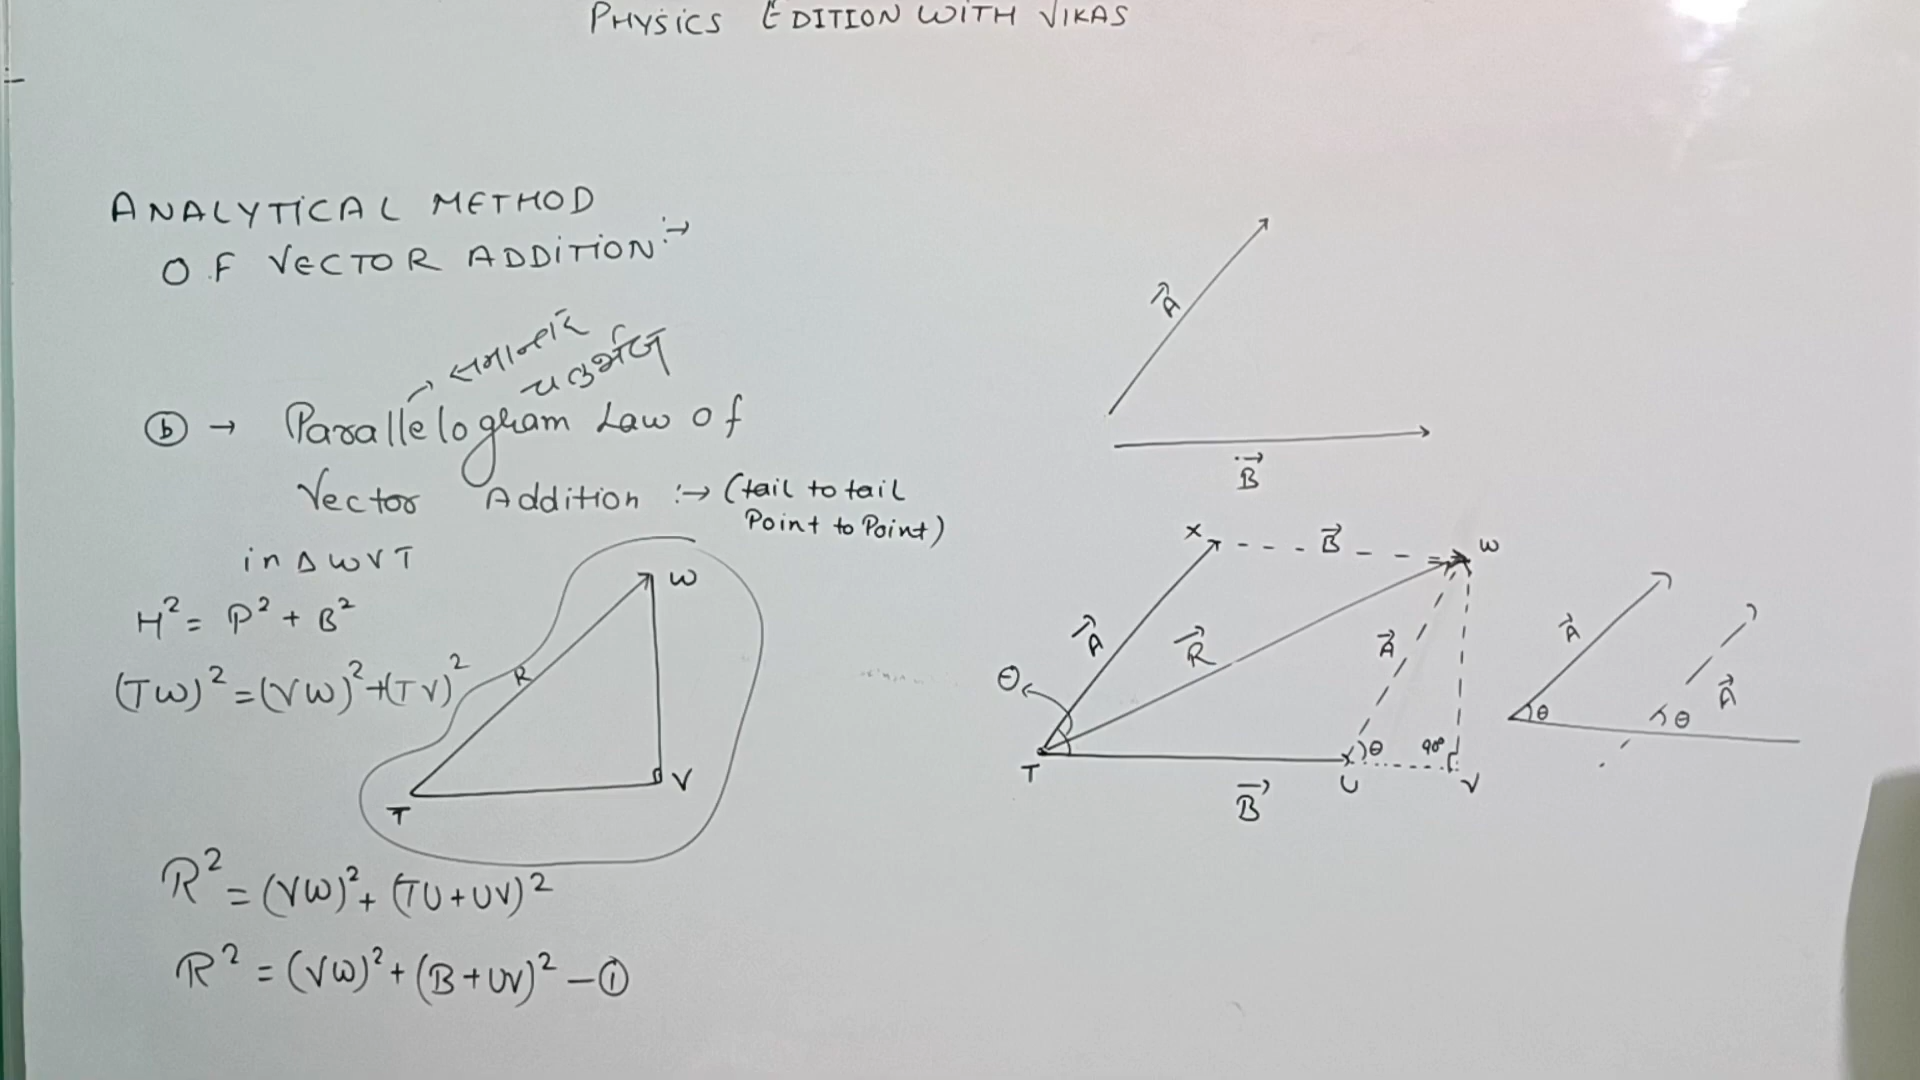 PHYSICS EDITION WITH VIKAS
:-
ANALYTICAL METHOD
OF VECTOR ADDITION :→
→ समान्तर
चतुर्भुज
ⓑ → Parallelogram Law of
Vector Addition :→ (tail to tail
Point to Point)
in Δ WVT
H² = P² + B²
(TW)² = (VW)² + (TV)²
W
R
V
T
R² = (VW)² + (TU + UV)²
R² = (VW)² + (B + UV)² – ①
A⃗
B⃗
X B⃗ W
A⃗ R⃗ A⃗
θ
θ 90°
T U V
B⃗
A⃗
A⃗
θ θ